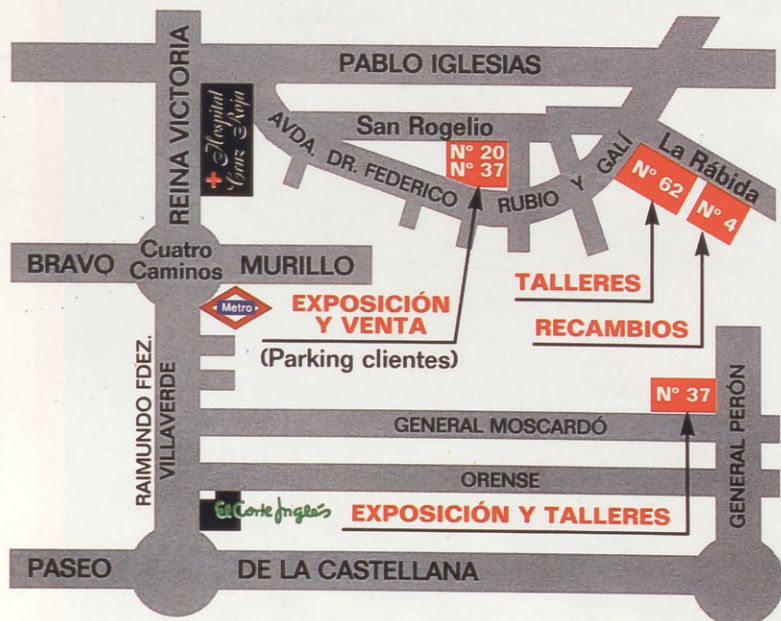 PABLO IGLESIAS
REINA VICTORIA
Hospital
Cruz Roja
San Rogelio
AVDA. DR. FEDERICO RUBIO Y GALÍ
Nº 20
Nº 37
La Rábida
Nº 62
Nº 4
BRAVO MURILLO
Cuatro
Caminos
TALLERES
Metro
EXPOSICIÓN
Y VENTA
(Parking clientes)
RECAMBIOS
RAIMUNDO FDEZ.
VILLAVERDE
Nº 37
GENERAL MOSCARDÓ
GENERAL PERÓN
ORENSE
El Corte Inglés
EXPOSICIÓN Y TALLERES
PASEO DE LA CASTELLANA